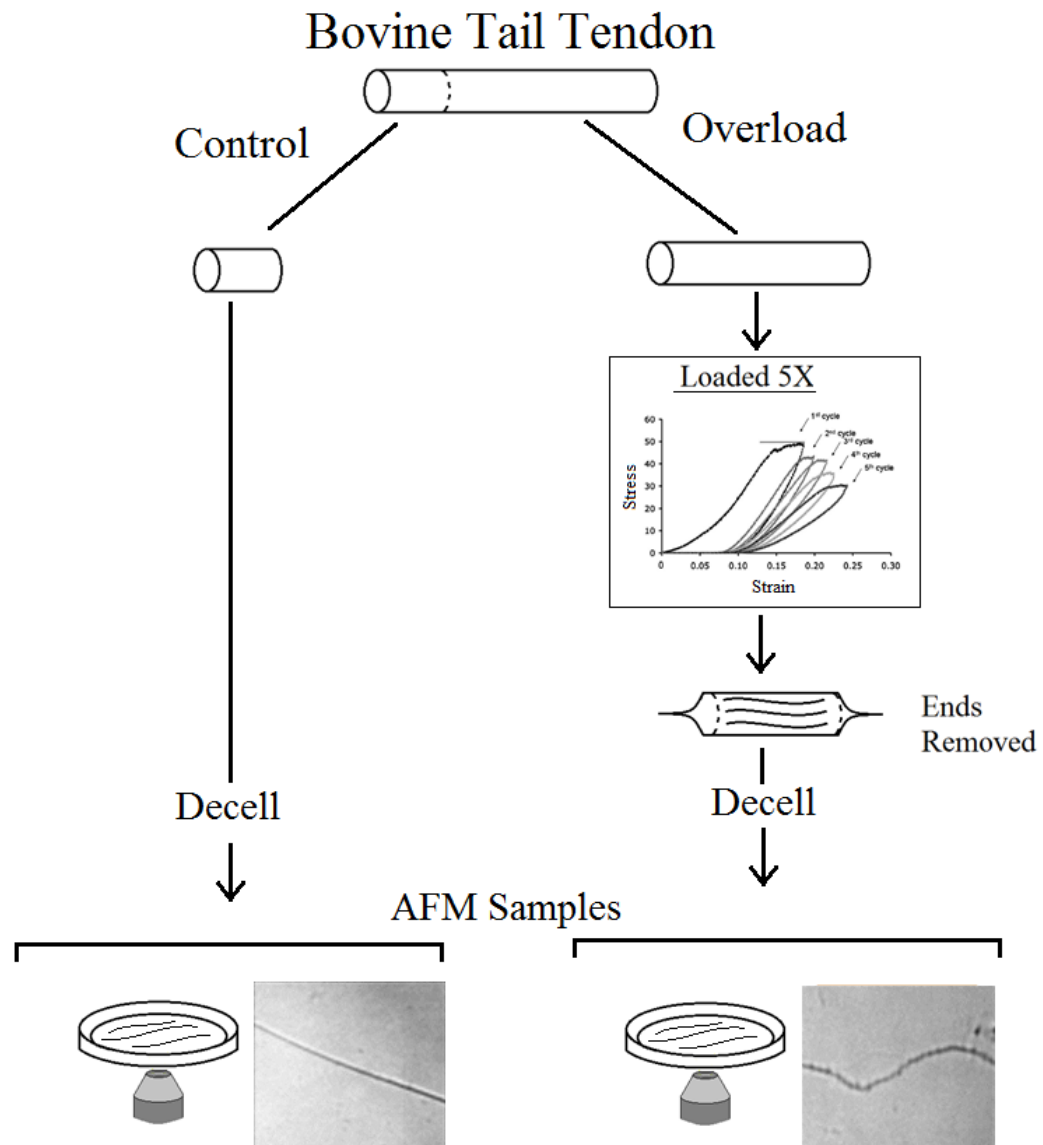 Bovine Tail Tendon
Control
Overload
Loaded 5X
1st cycle
2nd cycle
3rd cycle
4th cycle
5th cycle
60
50
40
30
20
10
0
Stress
0 0.05 0.10 0.15 0.20 0.25 0.30
Strain
Ends
Removed
Decell
Decell
AFM Samples